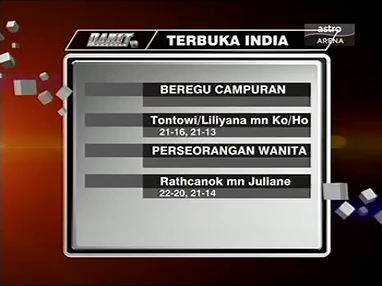 RAKET
TERBUKA INDIA
astro
ARENA
BEREGU CAMPURAN
Tontowi/Liliyana mn Ko/Ho
21-16, 21-13
PERSEORANGAN WANITA
Rathcanok mn Juliane
22-20, 21-14